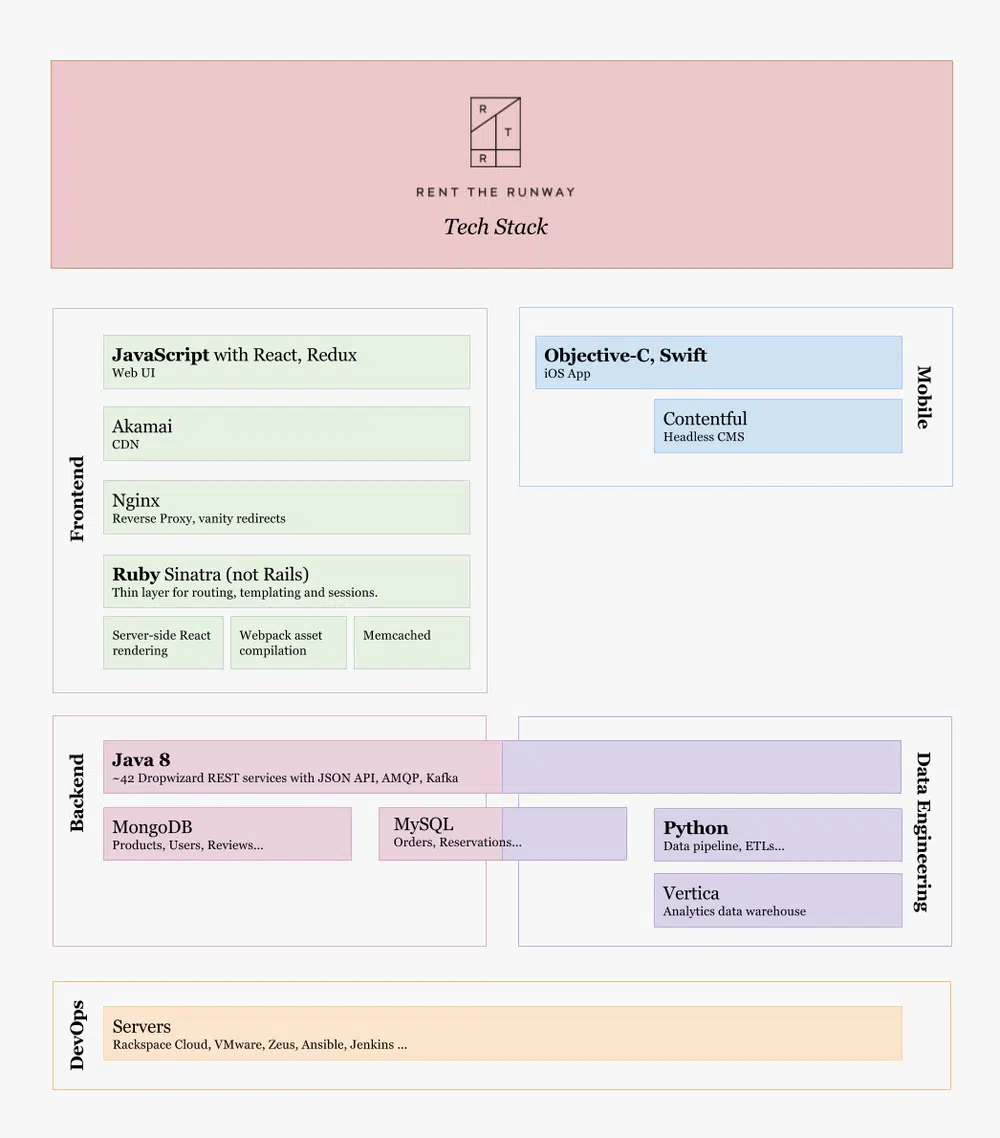 R
T
R
RENT THE RUNWAY
Tech Stack
Frontend
JavaScript with React, Redux
Web UI
Akamai
CDN
Nginx
Reverse Proxy, vanity redirects
Ruby Sinatra (not Rails)
Thin layer for routing, templating and sessions.
Server-side React
rendering
Webpack asset
compilation
Memcached
Mobile
Objective-C, Swift
iOS App
Contentful
Headless CMS
Backend
Java 8
~42 Dropwizard REST services with JSON API, AMQP, Kafka
MongoDB
Products, Users, Reviews...
MySQL
Orders, Reservations...
Data Engineering
Python
Data pipeline, ETLs...
Vertica
Analytics data warehouse
DevOps
Servers
Rackspace Cloud, VMware, Zeus, Ansible, Jenkins ...